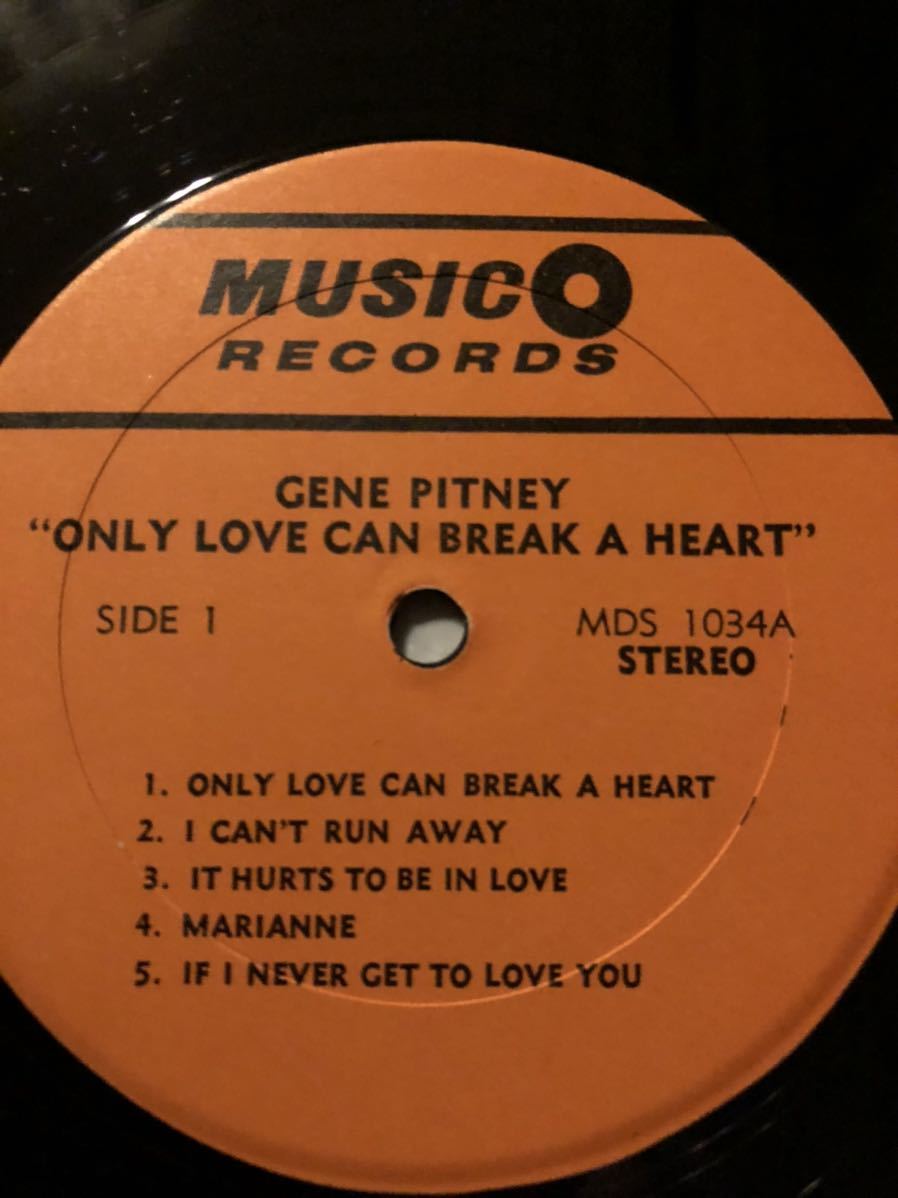 MUSICO
RECORDS
GENE PITNEY
"ONLY LOVE CAN BREAK A HEART"
SIDE 1
MDS 1034A
STEREO
1. ONLY LOVE CAN BREAK A HEART
2. I CAN'T RUN AWAY
3. IT HURTS TO BE IN LOVE
4. MARIANNE
5. IF I NEVER GET TO LOVE YOU